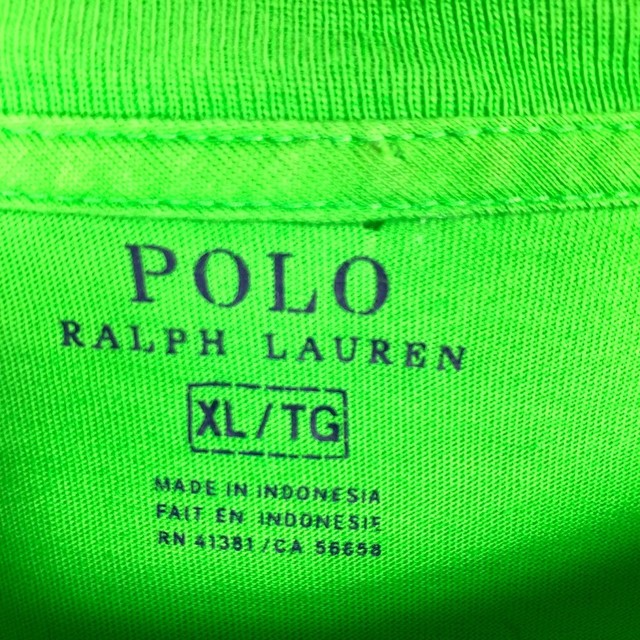 POLO
RALPH LAUREN
XL/TG
MADE IN INDONESIA
FAIT EN INDONESIE
RN 41381/CA 56658